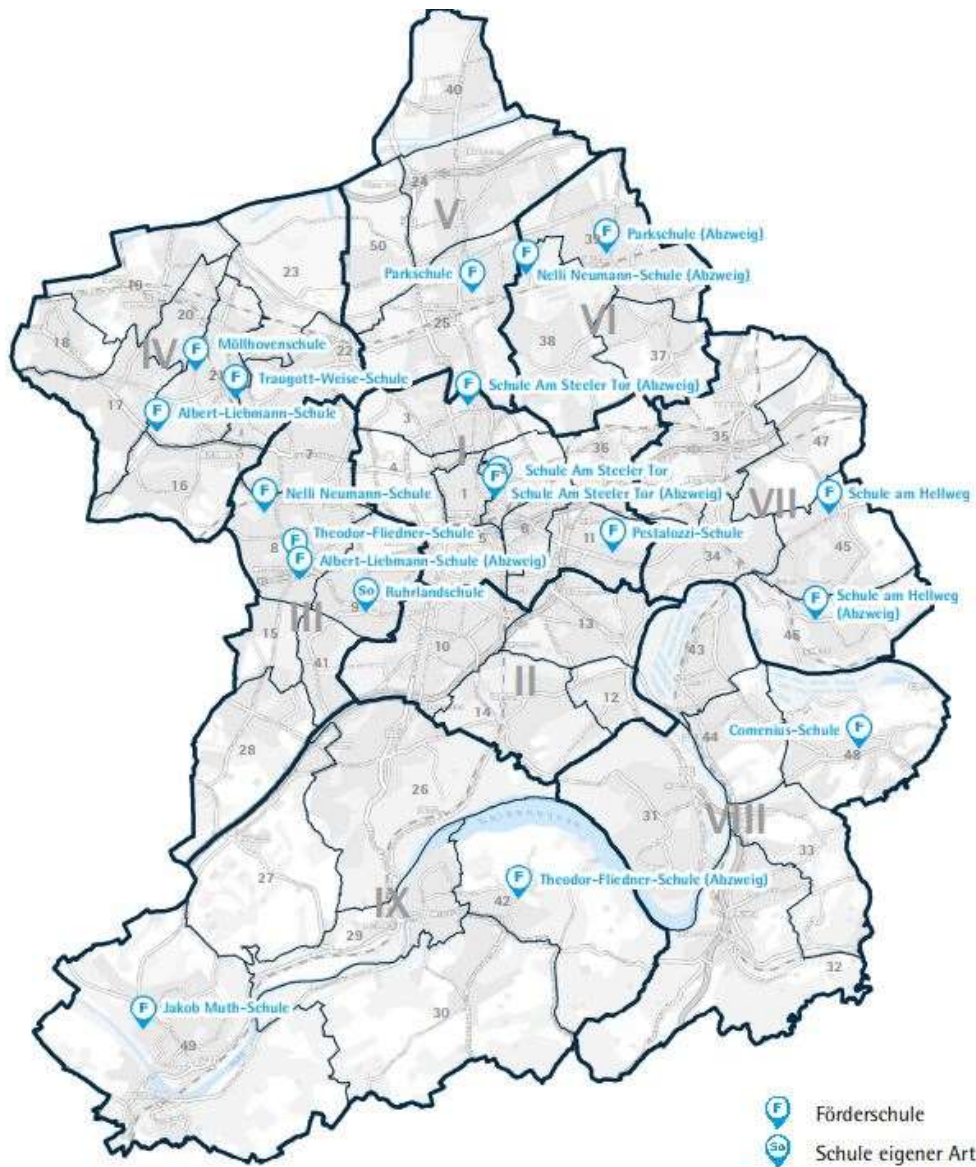 40
24
V
50
39
F
Parkschule (Abzweig)
F
Nelli Neumann-Schule (Abzweig)
Parkschule
F
23
19
20
25
VI
18
IV
F
Möllhovenschule
22
38
37
21
F
Traugott-Weise-Schule
F
Schule Am Steeler Tor (Abzweig)
17
F
Albert-Liebmann-Schule
3
36
35
47
7
4
I
Schule Am Steeler Tor
16
F
Nelli Neumann-Schule
1
F
Schule Am Steeler Tor (Abzweig)
VII
F
Schule am Hellweg
8
F
Theodor-Fliedner-Schule
5
6
11
F
Pestalozzi-Schule
34
45
F
Albert-Liebmann-Schule (Abzweig)
So
Ruhrlandschule
9
F
Schule am Hellweg
(Abzweig)
III
13
46
15
41
10
43
II
12
14
44
Comenius-Schule
F
48
28
26
31
VIII
33
27
F
Theodor-Fliedner-Schule (Abzweig)
42
IX
29
32
F
Jakob Muth-Schule
30
49
F
Förderschule
So
Schule eigener Art